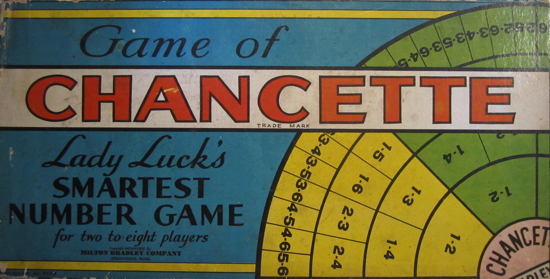 Game of
CHANCETTE
TRADE MARK
Lady Luck's
SMARTEST
NUMBER GAME
for two to eight players
MILTON BRADLEY COMPANY
1-5
1-6
2-3
2-4
1-3
1-4
1-2
1-4
1-2
CHANCET